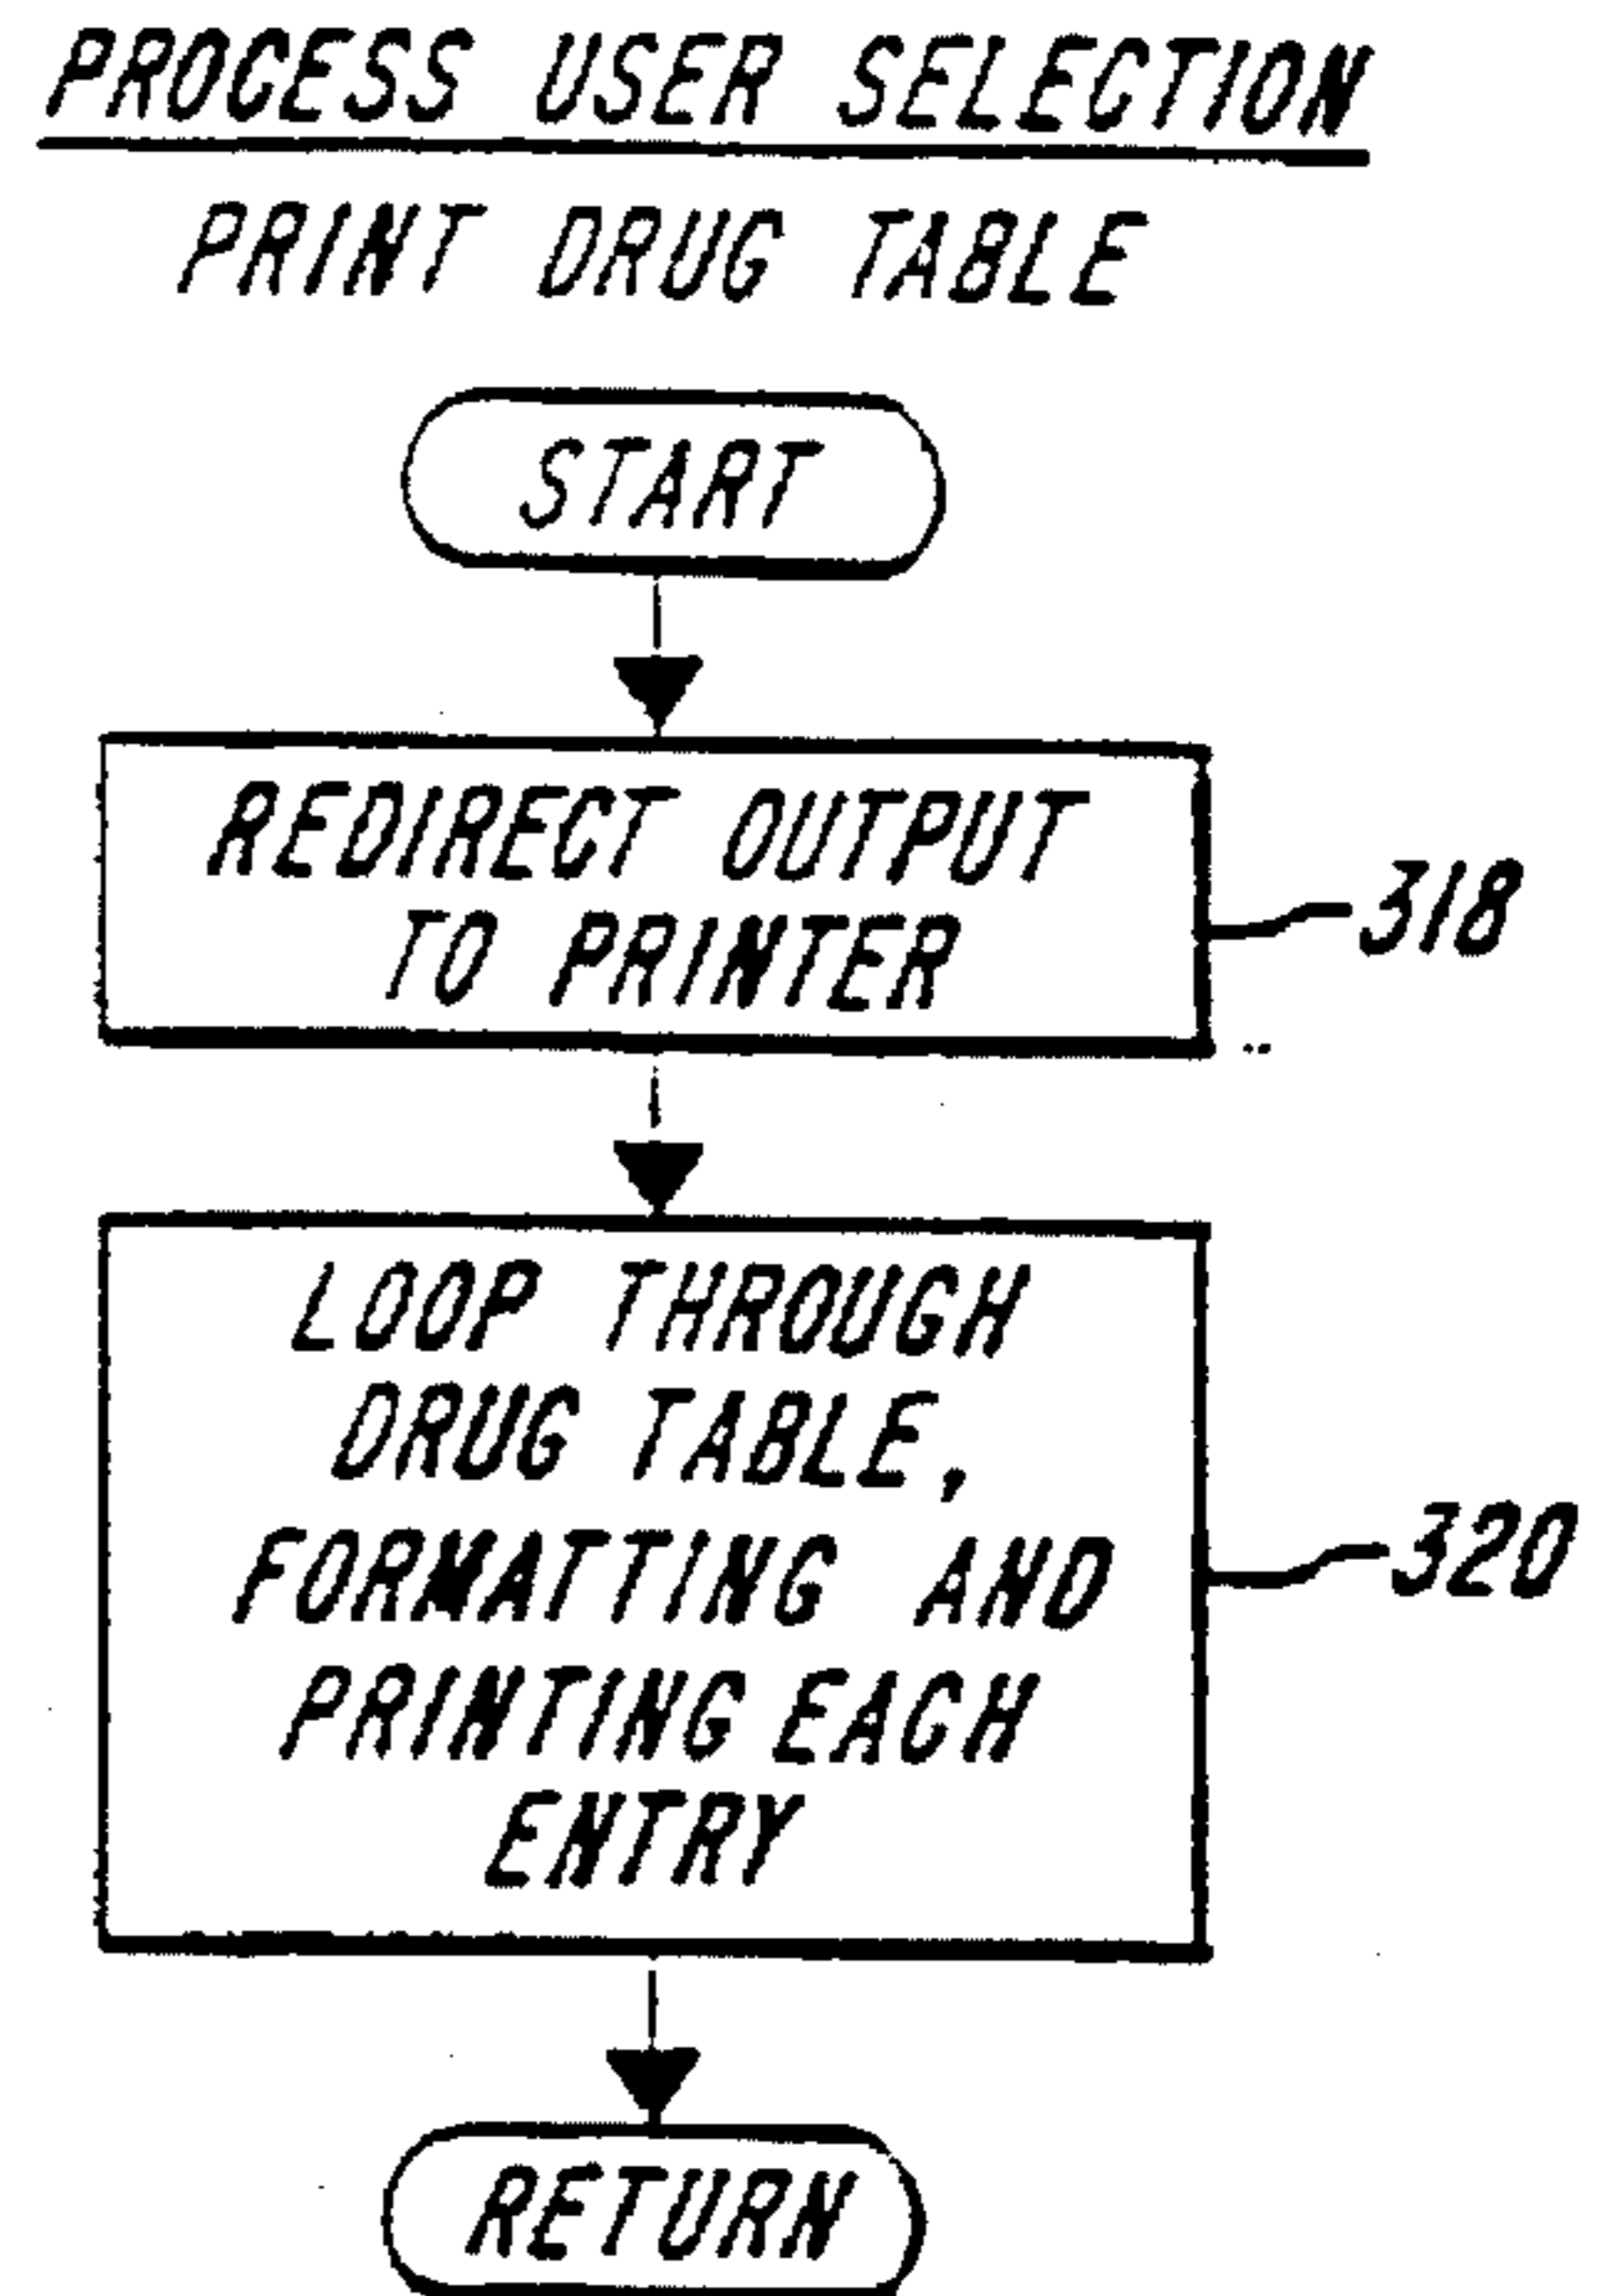 PROCESS USER SELECTION
PRINT DRUG TABLE
START
REDIRECT OUTPUT
TO PRINTER
318
LOOP THROUGH
DRUG TABLE,
FORMATTING AND
PRINTING EACH
ENTRY
320
RETURN